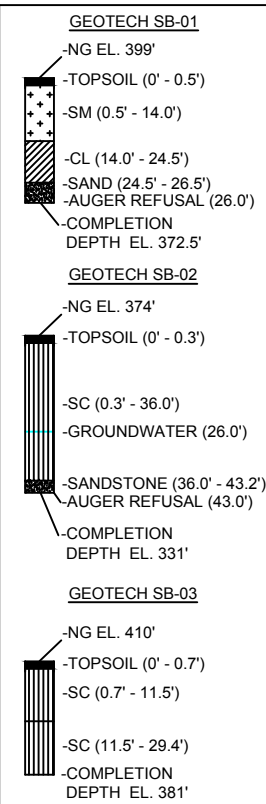 GEOTECH SB-01
-NG EL. 399'
-TOPSOIL (0' - 0.5')
-SM (0.5' - 14.0')
-CL (14.0' - 24.5')
-SAND (24.5' - 26.5')
-AUGER REFUSAL (26.0')
-COMPLETION
DEPTH EL. 372.5'
GEOTECH SB-02
-NG EL. 374'
-TOPSOIL (0' - 0.3')
-SC (0.3' - 36.0')
-GROUNDWATER (26.0')
-SANDSTONE (36.0' - 43.2')
-AUGER REFUSAL (43.0')
-COMPLETION
DEPTH EL. 331'
GEOTECH SB-03
-NG EL. 410'
-TOPSOIL (0' - 0.7')
-SC (0.7' - 11.5')
-SC (11.5' - 29.4')
-COMPLETION
DEPTH EL. 381'